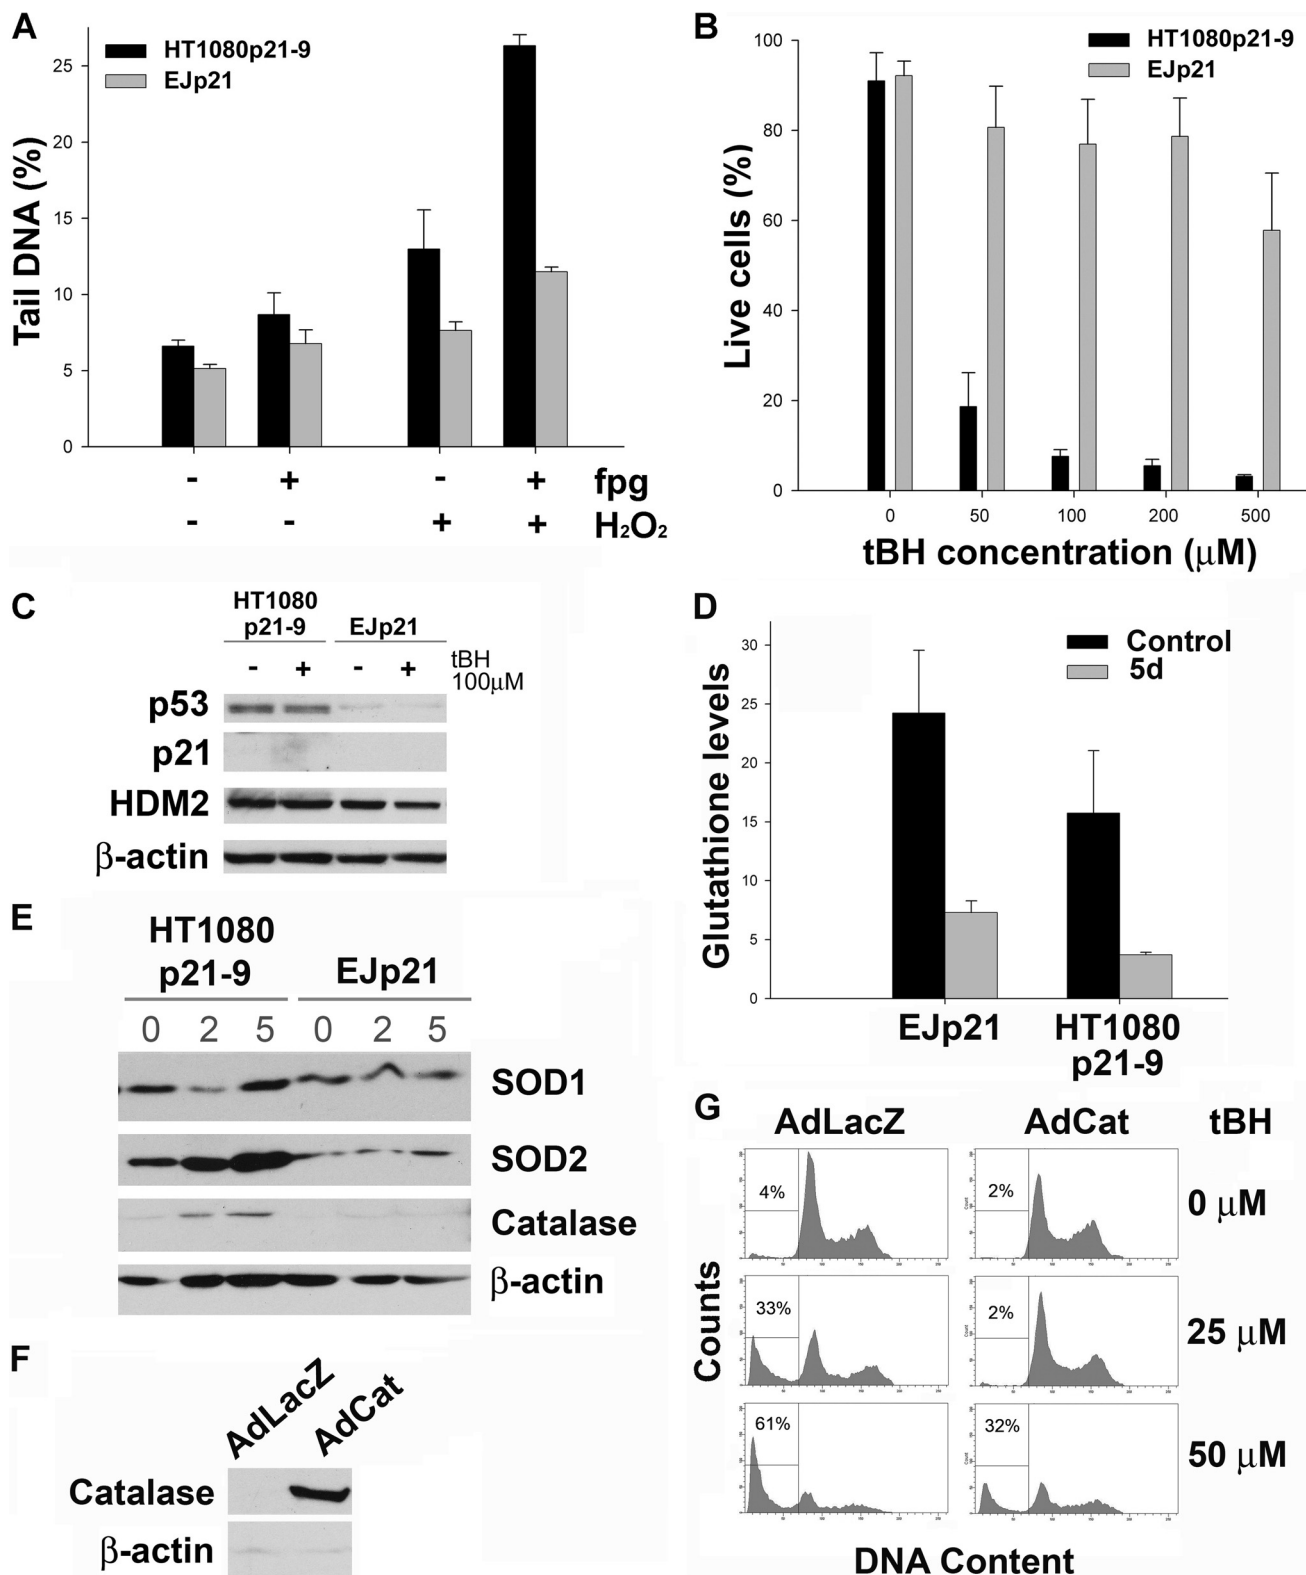 A
HT1080p21-9
EJp21
Tail DNA (%)
25
20
15
10
5
0
- + - + fpg
- - + + H₂O₂
B
HT1080p21-9
EJp21
Live cells (%)
100
80
60
40
20
0
0 50 100 200 500
tBH concentration (μM)
C
HT1080
p21-9 EJp21
- + - + tBH
100μM
p53
p21
HDM2
β-actin
D
Control
5d
Glutathione levels
30
25
20
15
10
5
0
EJp21 HT1080
p21-9
E
HT1080
p21-9 EJp21
0 2 5 0 2 5
SOD1
SOD2
Catalase
β-actin
F
AdLacZ AdCat
Catalase
β-actin
G
AdLacZ AdCat tBH
4% 2% 0 μM
33% 2% 25 μM
61% 32% 50 μM
Counts
DNA Content